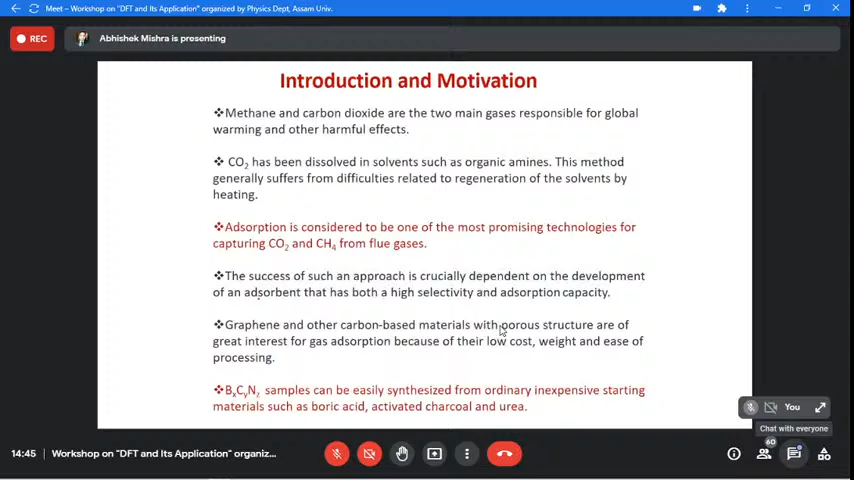 Meet – Workshop on "DFT and Its Application" organized by Physics Dept, Assam Univ.
REC
Abhishek Mishra is presenting
Introduction and Motivation
❖Methane and carbon dioxide are the two main gases responsible for global
warming and other harmful effects.
❖ CO₂ has been dissolved in solvents such as organic amines. This method
generally suffers from difficulties related to regeneration of the solvents by
heating.
❖Adsorption is considered to be one of the most promising technologies for
capturing CO₂ and CH₄ from flue gases.
❖The success of such an approach is crucially dependent on the development
of an adsorbent that has both a high selectivity and adsorption capacity.
❖Graphene and other carbon-based materials with porous structure are of
great interest for gas adsorption because of their low cost, weight and ease of
processing.
❖BₓCᵧN_z samples can be easily synthesized from ordinary inexpensive starting
materials such as boric acid, activated charcoal and urea.
You
Chat with everyone
60
14:45 Workshop on "DFT and Its Application" organiz...